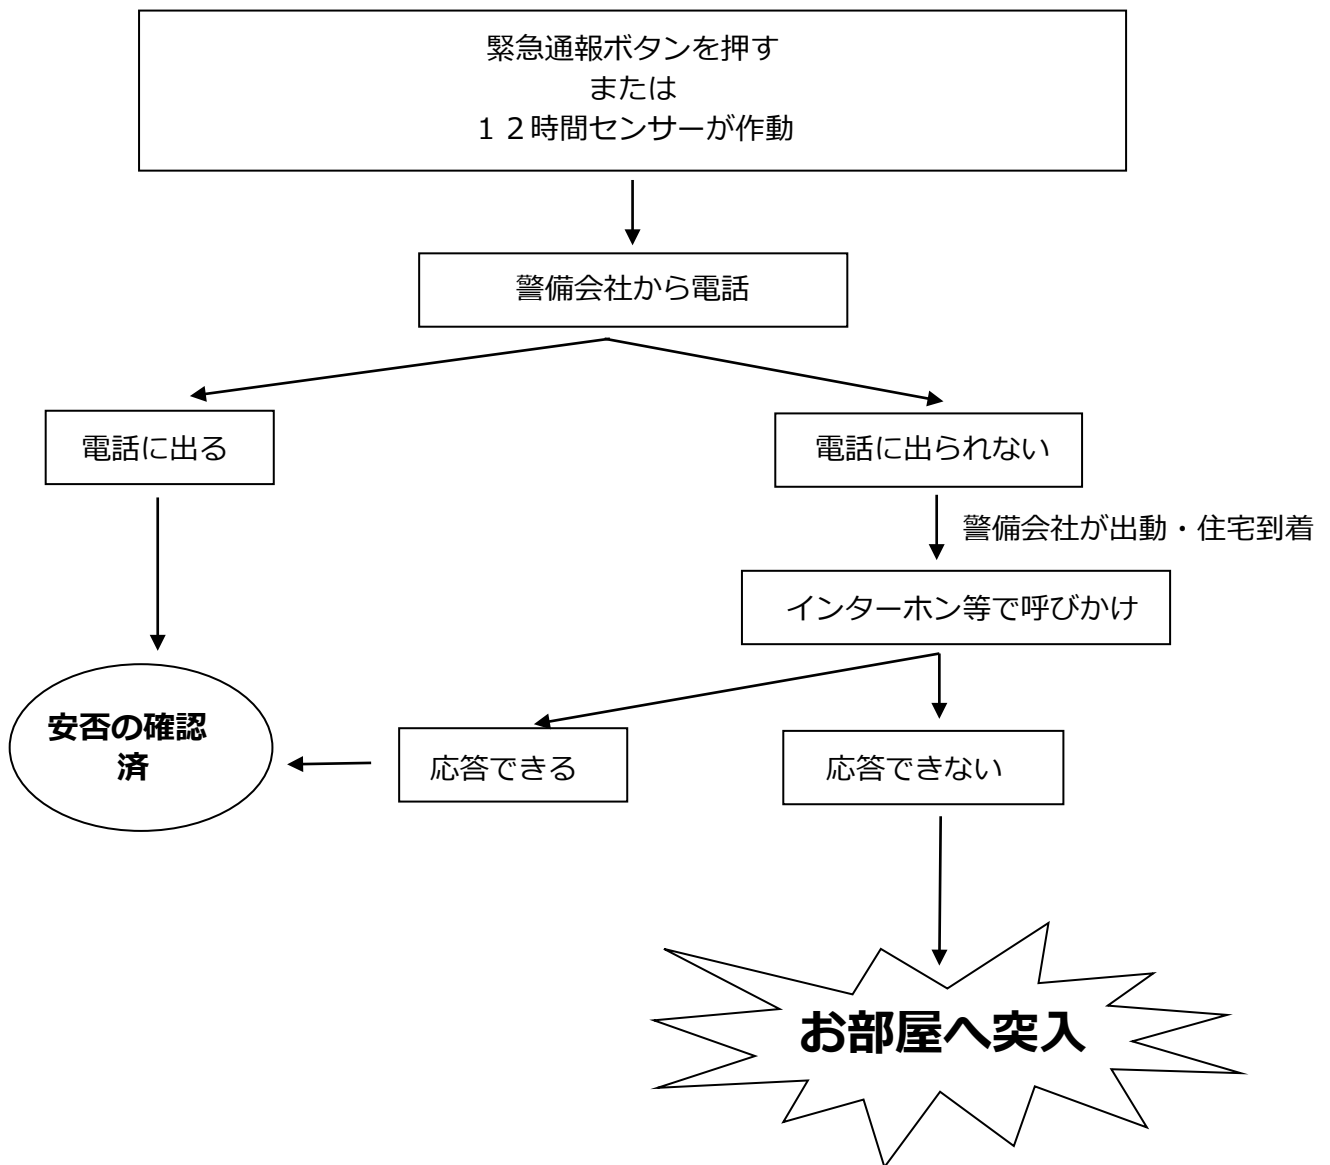 緊急通報ボタンを押す
または
１２時間センサーが作動
警備会社から電話
電話に出る
電話に出られない
警備会社が出動・住宅到着
インターホン等で呼びかけ
安否の確認
済
応答できる
応答できない
お部屋へ突入